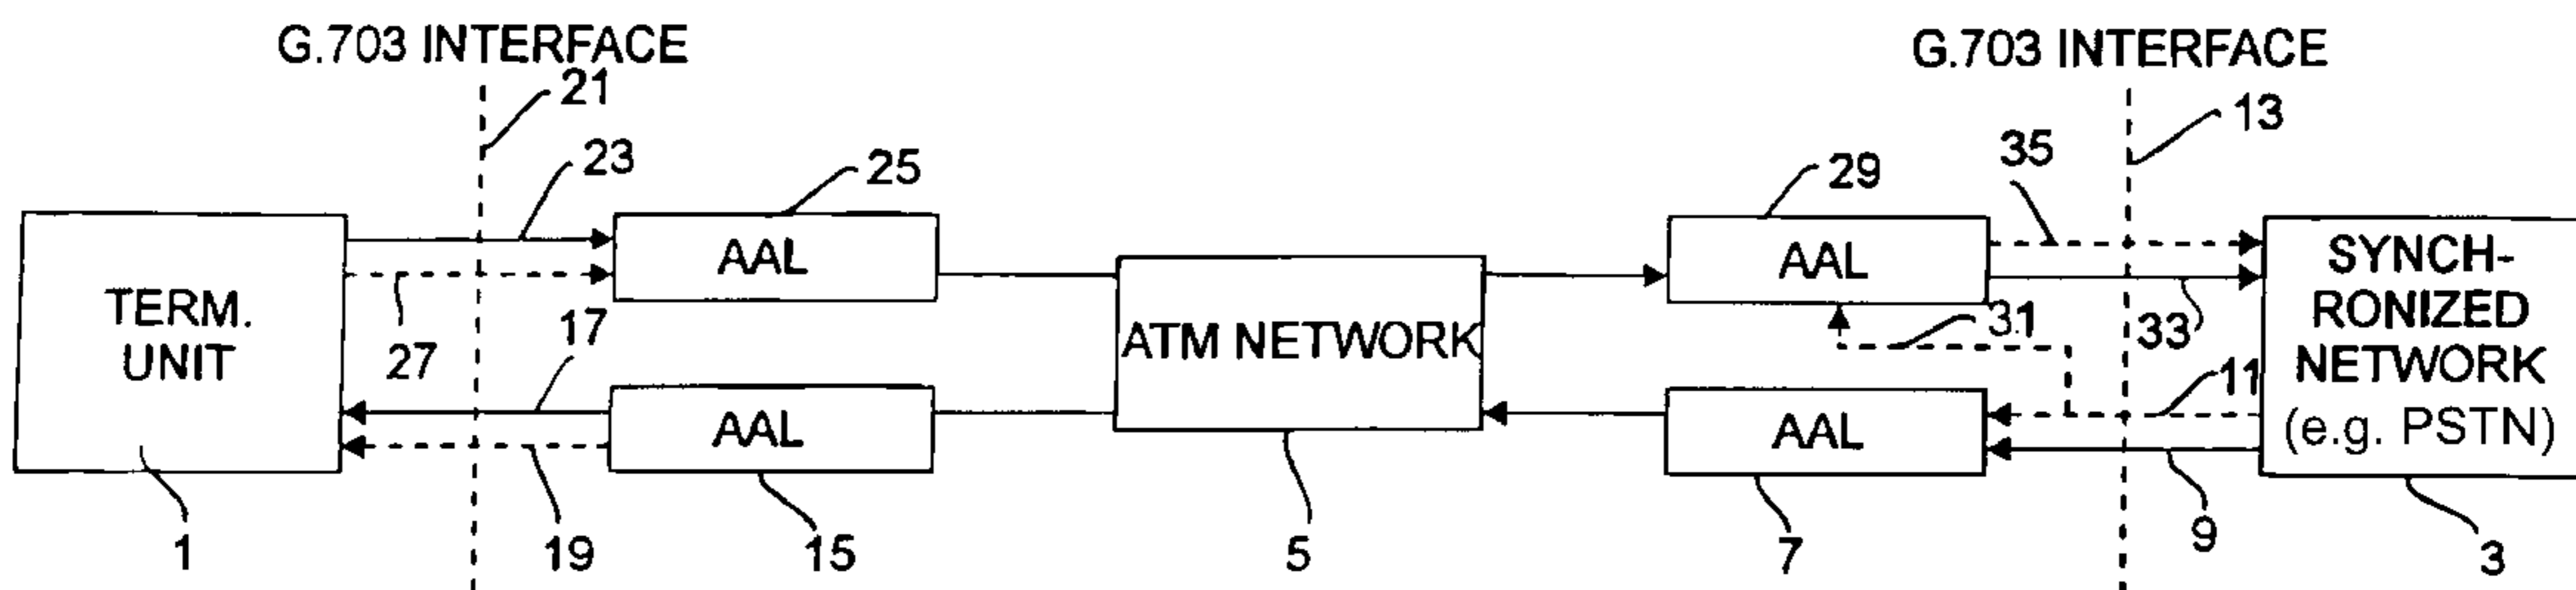 G.703 INTERFACE
G.703 INTERFACE
21
13
23
25
35
29
AAL
AAL
SYNCH-
RONIZED
NETWORK
(e.g. PSTN)
TERM.
UNIT
27
17
ATM NETWORK
31
33
11
AAL
AAL
1
19
15
5
7
9
3